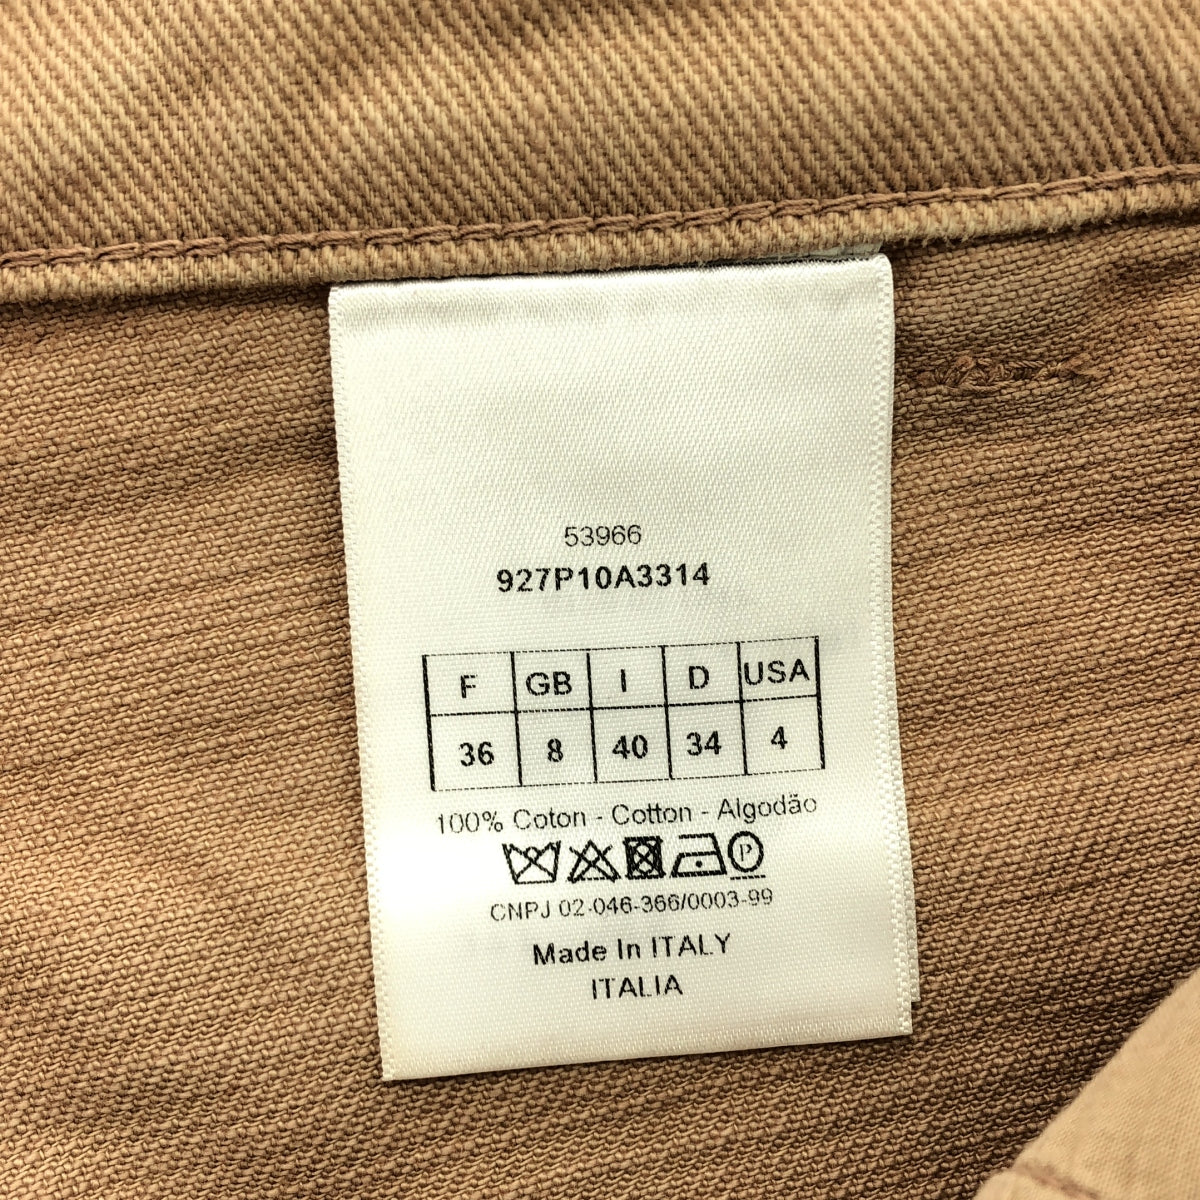 53966
927P10A3314
F GB I D USA
36 8 40 34 4
100% Coton - Cotton - Algodão
P
CNPJ 02-046-366/0003-99
Made In ITALY
ITALIA